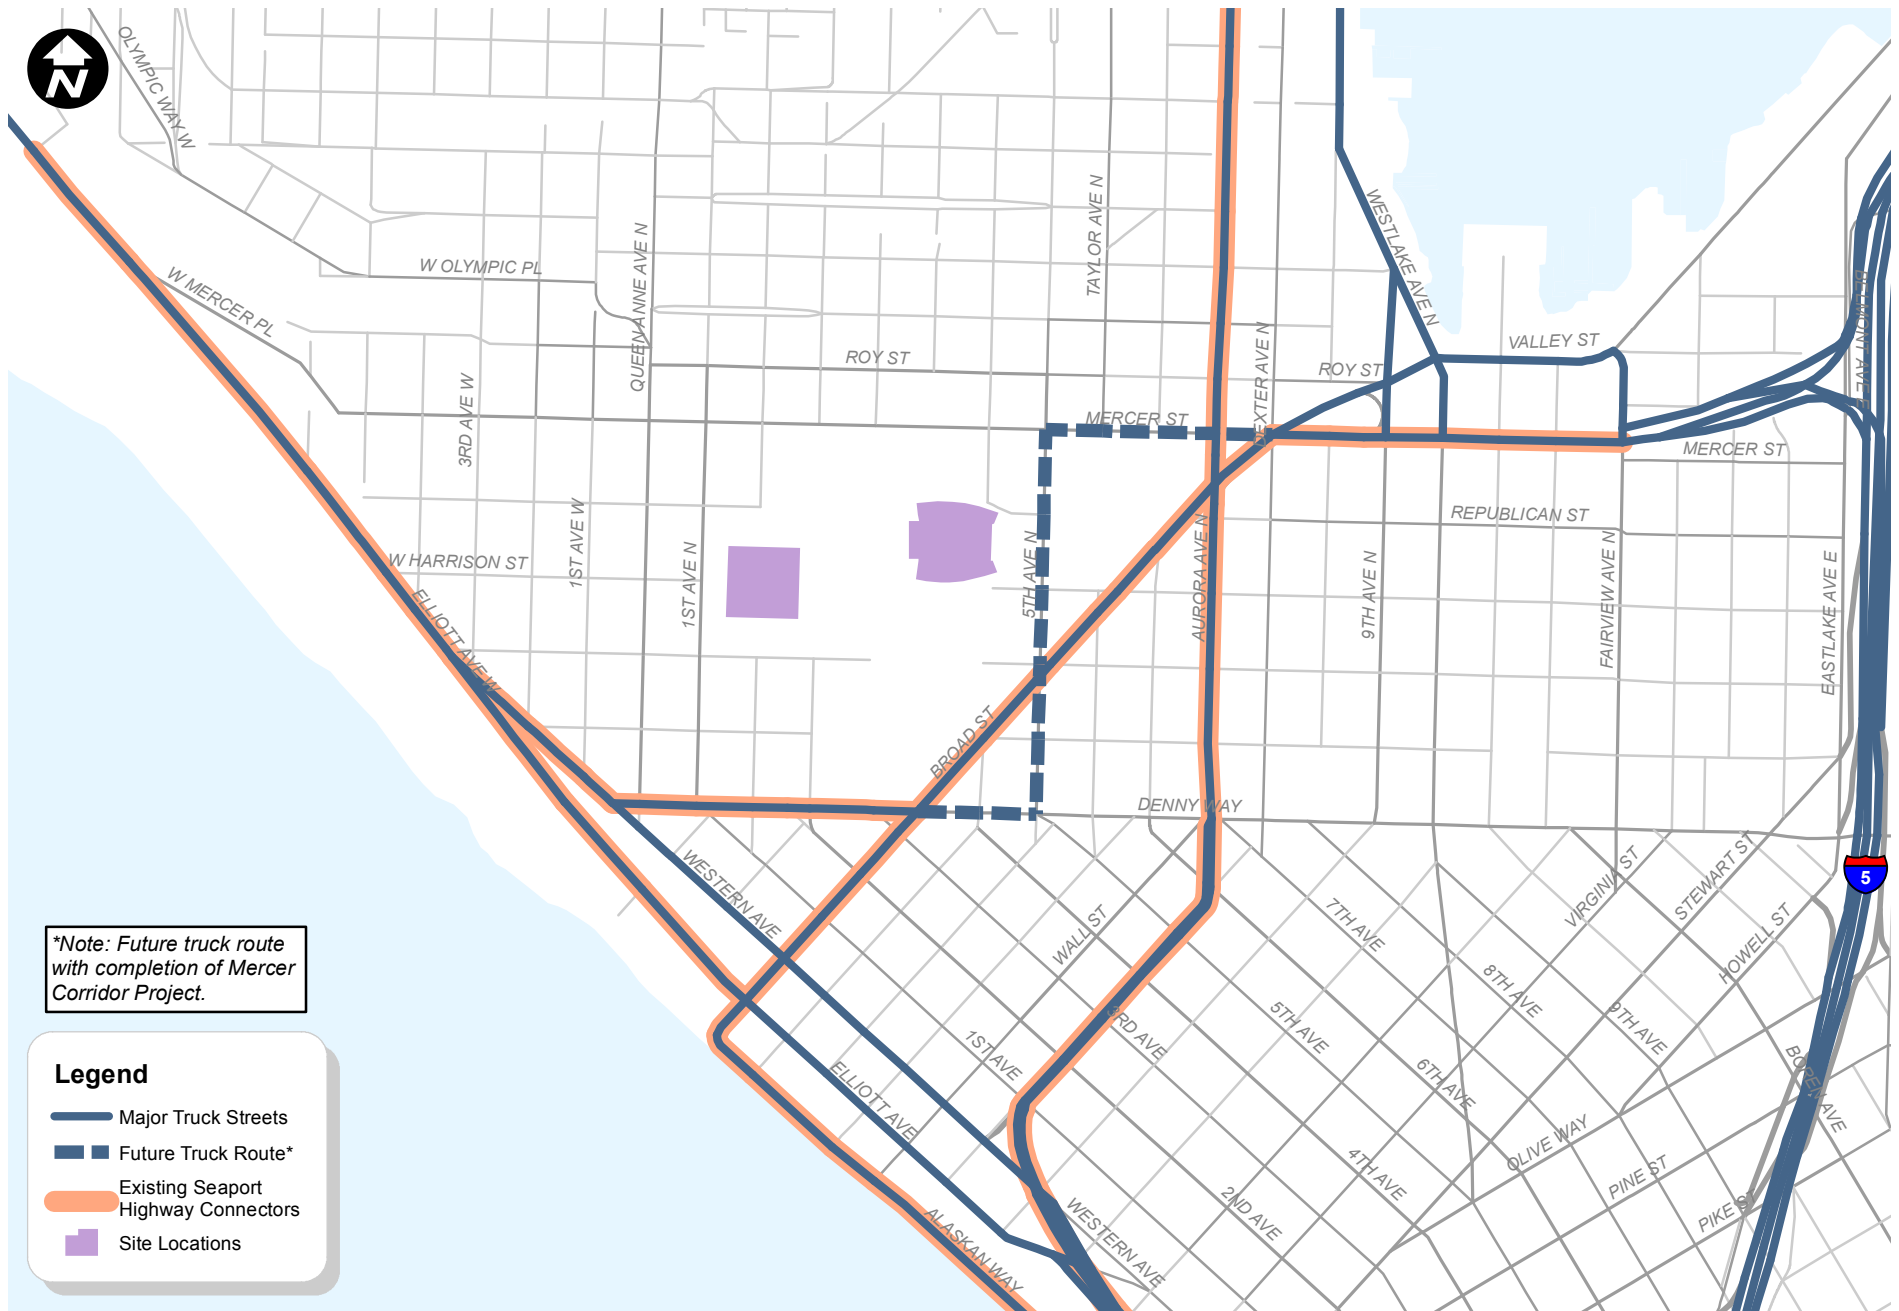 N
OLYMPIC WAY W
W OLYMPIC PL
W MERCER PL
QUEEN ANNE AVE N
TAYLOR AVE N
WESTLAKE AVE N
BELMONT AVE E
VALLEY ST
ROY ST
ROY ST
DEXTER AVE N
MERCER ST
MERCER ST
3RD AVE W
1ST AVE W
1ST AVE N
W HARRISON ST
ELLIOTT AVE W
5TH AVE N
AURORA AVE N
REPUBLICAN ST
9TH AVE N
FAIRVIEW AVE N
EASTLAKE AVE E
BROAD ST
DENNY WAY
WESTERN AVE
WALL ST
7TH AVE
VIRGINIA ST
STEWART ST
HOWELL ST
5
8TH AVE
9TH AVE
5TH AVE
3RD AVE
1ST AVE
6TH AVE
ELLIOTT AVE
BOREN AVE
OLIVE WAY
4TH AVE
PINE ST
PIKE ST
2ND AVE
WESTERN AVE
ALASKAN WAY
*Note: Future truck route
with completion of Mercer
Corridor Project.
Legend
Major Truck Streets
Future Truck Route*
Existing Seaport
Highway Connectors
Site Locations